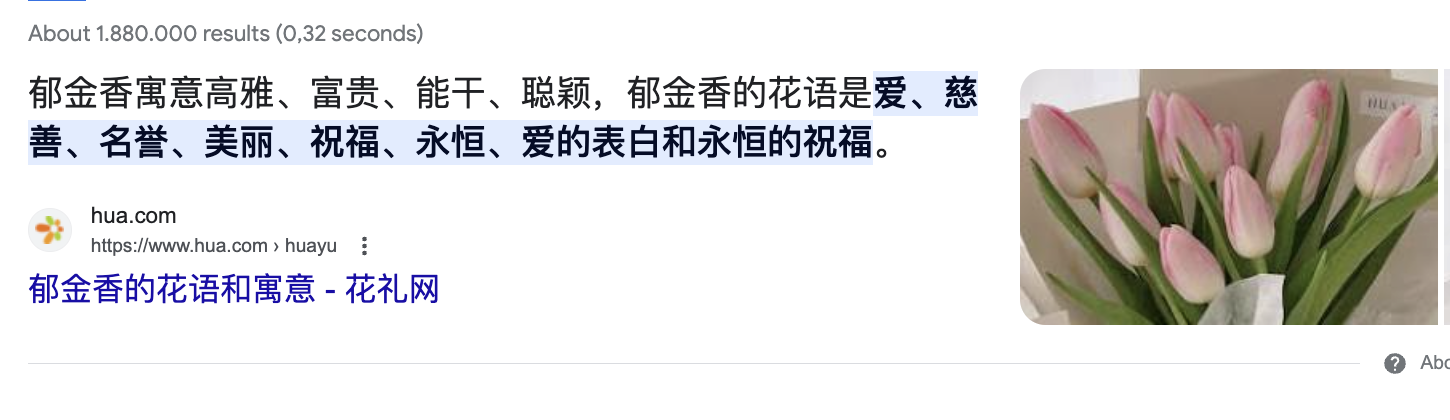 About 1.880.000 results (0,32 seconds)
郁金香寓意高雅、富贵、能干、聪颖，郁金香的花语是爱、慈
善、名誉、美丽、祝福、永恒、爱的表白和永恒的祝福。
hua.com
https://www.hua.com › huayu
郁金香的花语和寓意 - 花礼网
HUA